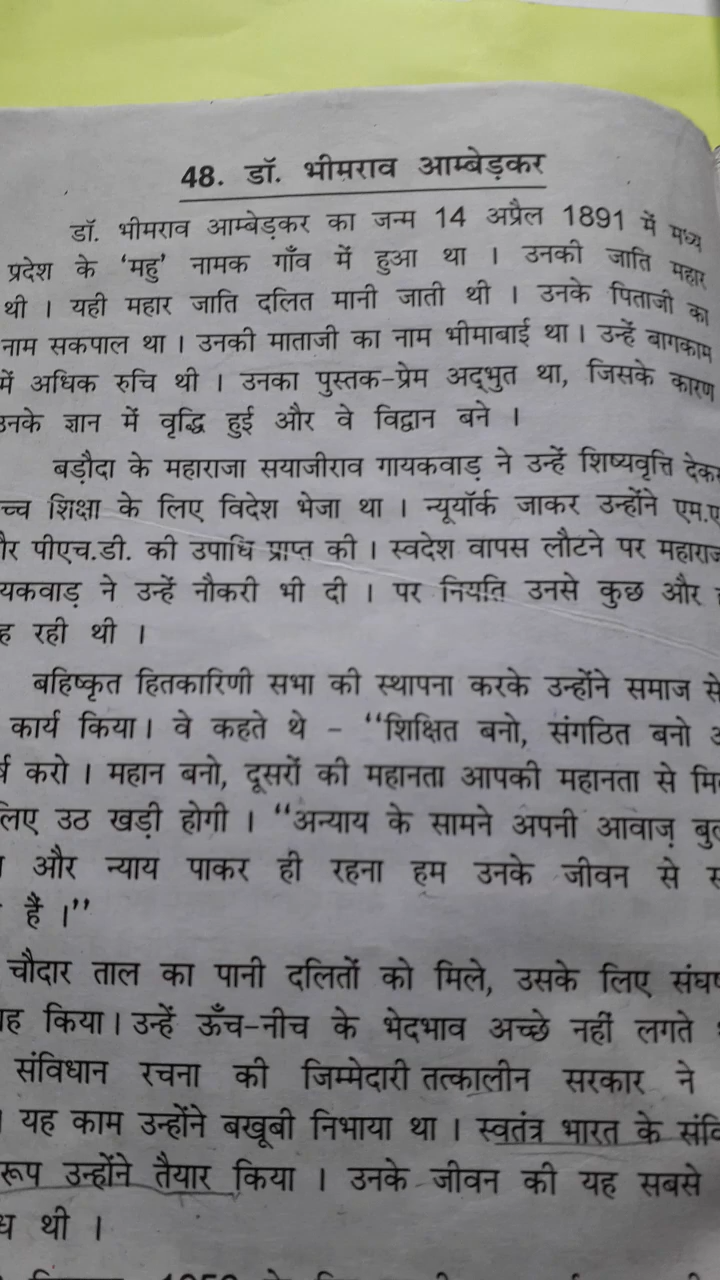 48. डॉ. भीमराव आम्बेड़कर
डॉ. भीमराव आम्बेड़कर का जन्म 14 अप्रैल 1891 में मध्य
प्रदेश के 'महु' नामक गाँव में हुआ था । उनकी जाति महार
थी । यही महार जाति दलित मानी जाती थी । उनके पिताजी का
नाम सकपाल था । उनकी माताजी का नाम भीमाबाई था । उन्हें बागकाम
में अधिक रुचि थी । उनका पुस्तक-प्रेम अद्भुत था, जिसके कारण
उनके ज्ञान में वृद्धि हुई और वे विद्वान बने ।
बड़ौदा के महाराजा सयाजीराव गायकवाड़ ने उन्हें शिष्यवृत्ति देकर
च्च शिक्षा के लिए विदेश भेजा था । न्यूयॉर्क जाकर उन्होंने एम.ए
र पीएच.डी. की उपाधि प्राप्त की । स्वदेश वापस लौटने पर महाराज
यकवाड़ ने उन्हें नौकरी भी दी । पर नियति उनसे कुछ और
ह रही थी ।
बहिष्कृत हितकारिणी सभा की स्थापना करके उन्होंने समाज से
कार्य किया । वे कहते थे – "शिक्षित बनो, संगठित बनो
र्ष करो । महान बनो, दूसरों की महानता आपकी महानता से मि
लिए उठ खड़ी होगी । "अन्याय के सामने अपनी आवाज़ बुल
और न्याय पाकर ही रहना हम उनके जीवन से स
हैं ।"
चौदार ताल का पानी दलितों को मिले, उसके लिए संघष
ह किया । उन्हें ऊँच-नीच के भेदभाव अच्छे नहीं लगते
संविधान रचना की जिम्मेदारी तत्कालीन सरकार ने
यह काम उन्होंने बखूबी निभाया था । स्वतंत्र भारत के संवि
रूप उन्होंने तैयार किया । उनके जीवन की यह सबसे
ध थी ।